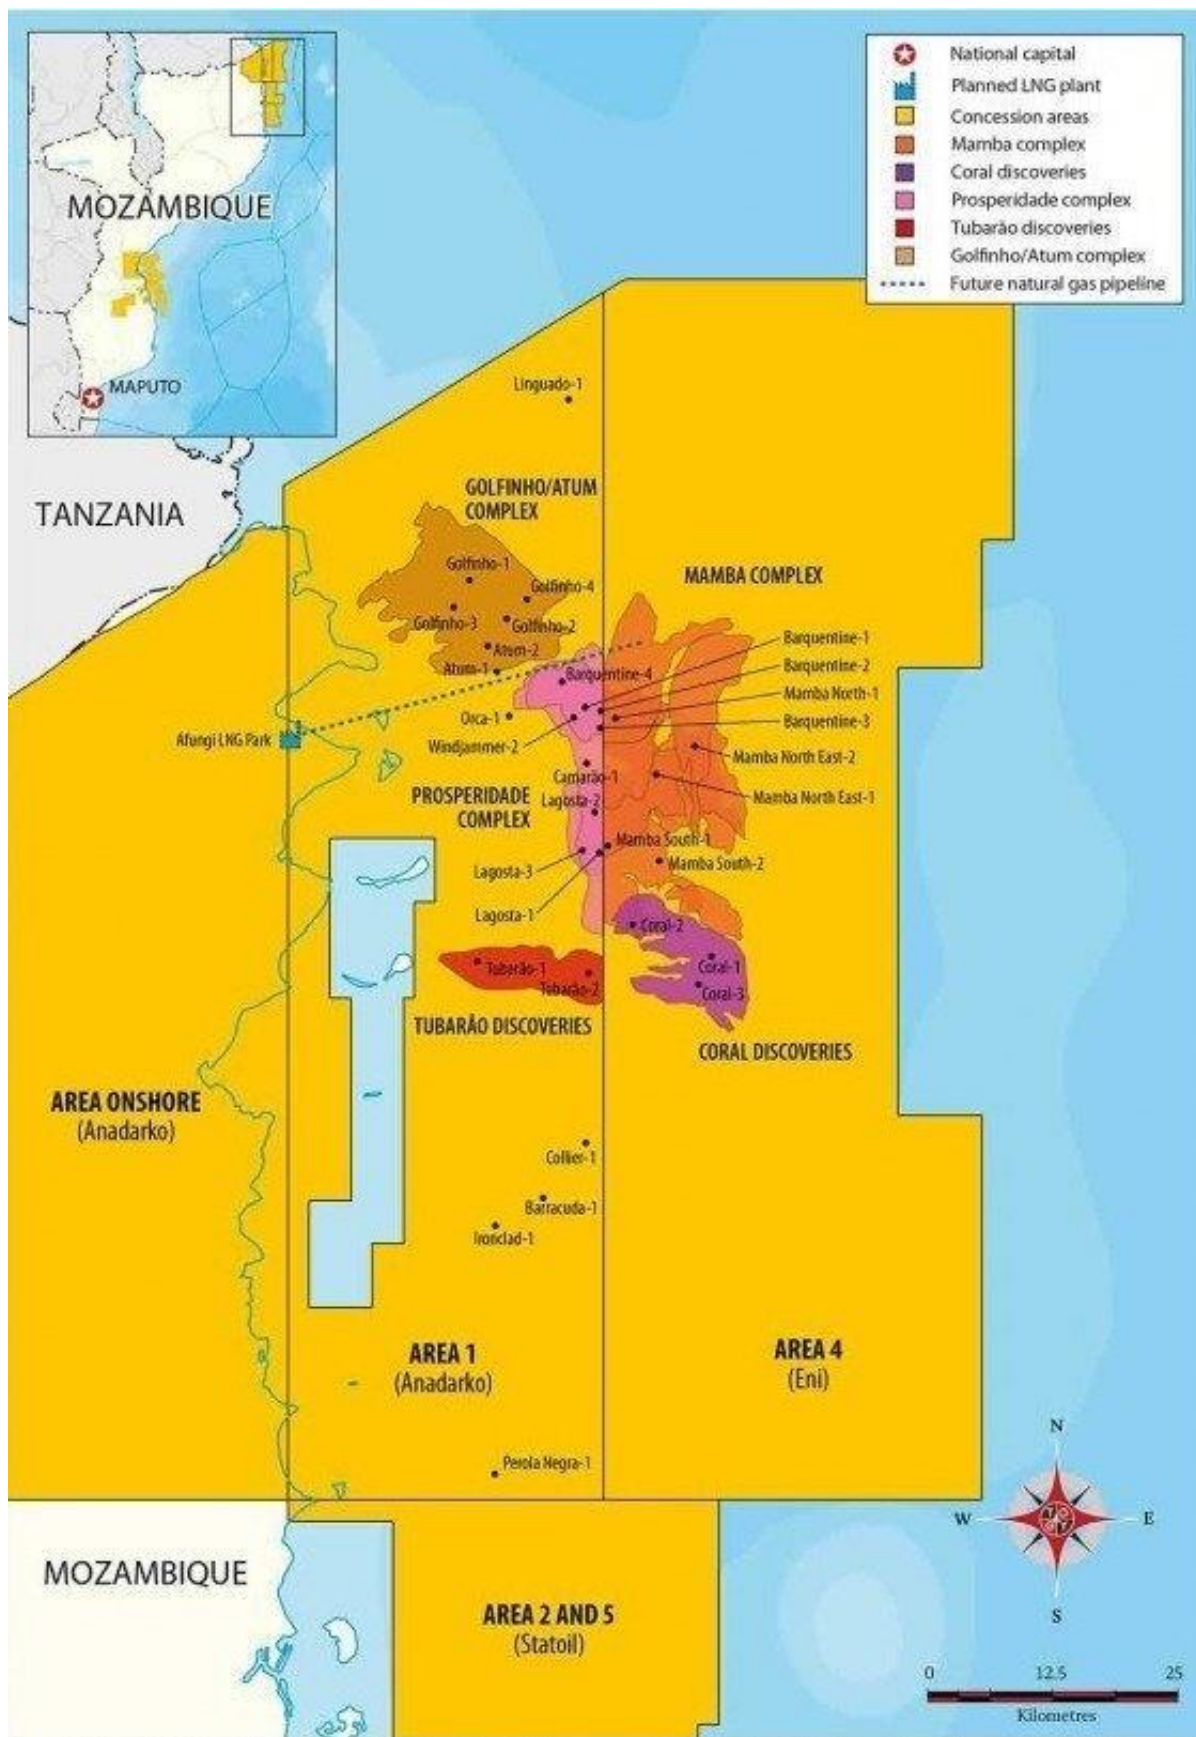 National capital
Planned LNG plant
Concession areas
Mamba complex
Coral discoveries
Prosperidade complex
Tubarão discoveries
Golfinho/Atum complex
Future natural gas pipeline
MOZAMBIQUE
MAPUTO
TANZANIA
Linguado-1
GOLFINHO/ATUM
COMPLEX
Golfinho-1
Golfinho-4
Golfinho-3
Golfinho-2
Atum-2
Atum-1
MAMBA COMPLEX
Barquentine-1
Barquentine-2
Mamba North-1
Barquentine-3
Mamba North East-2
Mamba North East-1
Barquentine-4
Orca-1
Windjammer-2
Afungi LNG Park
Camarão-1
PROSPERIDADE
COMPLEX
Lagosta-2
Mamba South-1
Mamba South-2
Lagosta-3
Lagosta-1
Coral-2
Coral-1
Coral-3
Tubarão-1
Tubarão-2
TUBARÃO DISCOVERIES
CORAL DISCOVERIES
AREA ONSHORE
(Anadarko)
Collier-1
Barracuda-1
Ironclad-1
AREA 1
(Anadarko)
AREA 4
(Eni)
Perola Negra-1
MOZAMBIQUE
AREA 2 AND 5
(Statoil)
N
W
E
S
0 12.5 25
Kilometres